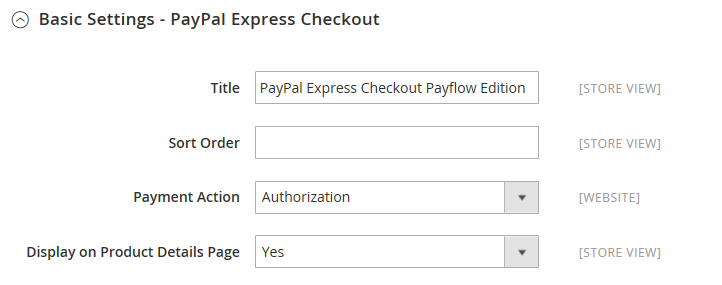 Basic Settings - PayPal Express Checkout
Title PayPal Express Checkout Payflow Edition [STORE VIEW]
Sort Order [STORE VIEW]
Payment Action Authorization [WEBSITE]
Display on Product Details Page Yes [STORE VIEW]